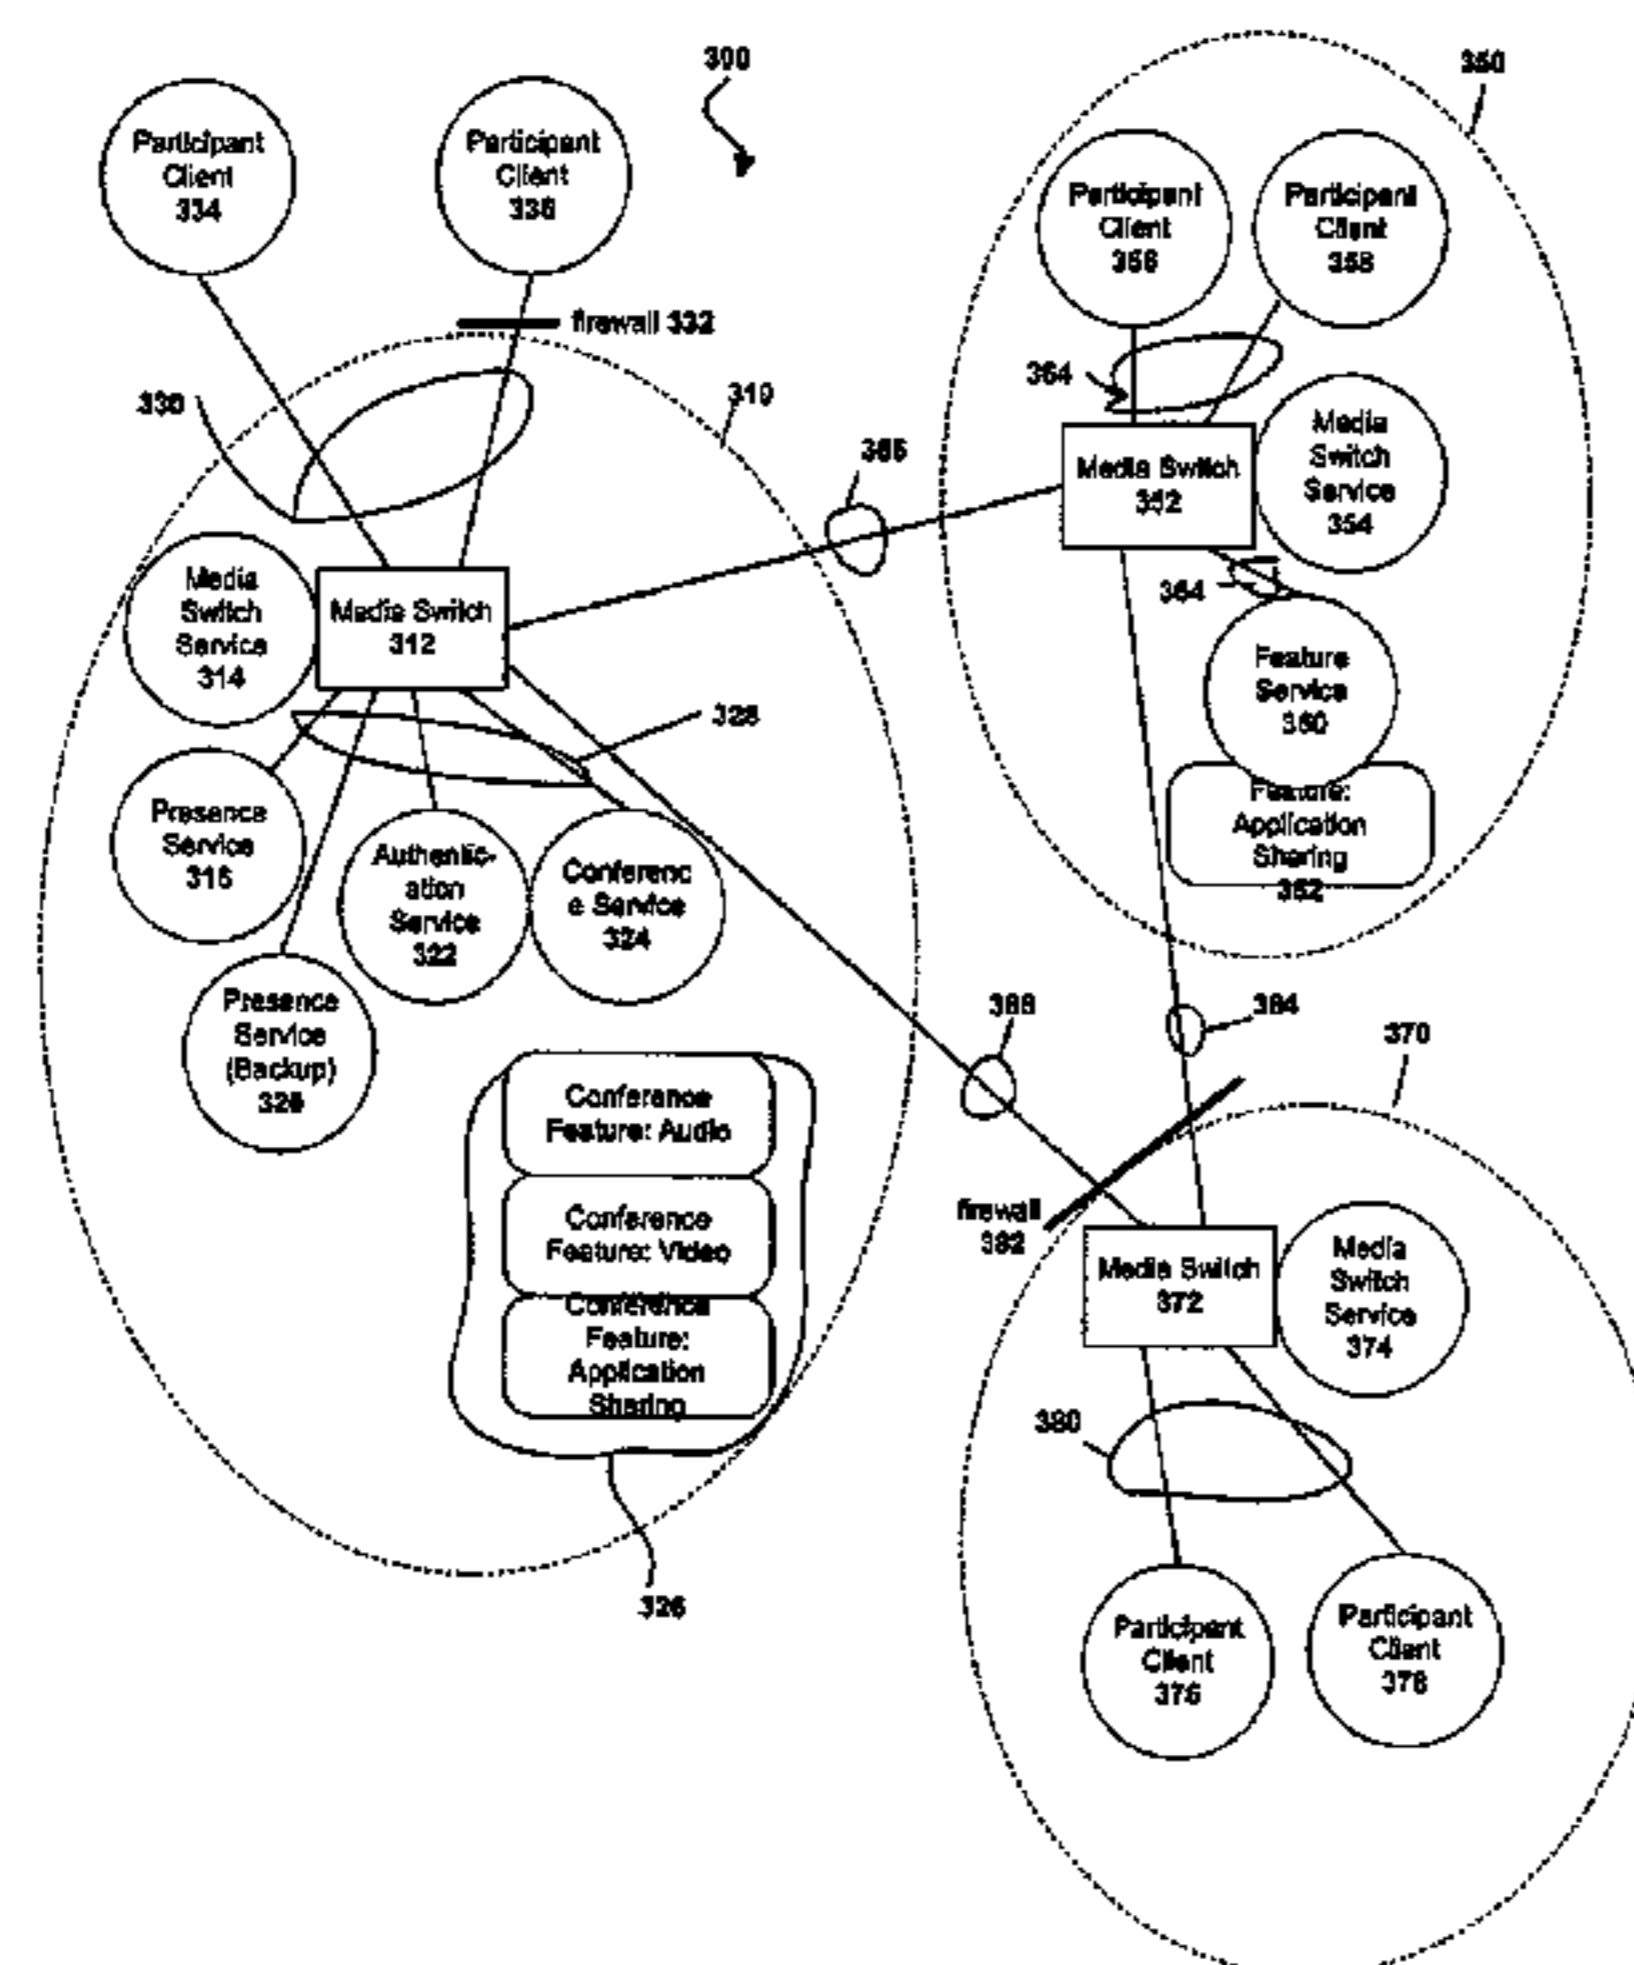 300
350
Participant
Client
334
Participant
Client
336
Participant
Client
356
Participant
Client
358
firewall 332
330
310
364
366
Media Switch
352
Media
Switch
Service
354
Media
Switch
Service
314
Media Switch
312
364
328
Feature
Service
360
Feature:
Application
Sharing
362
Presence
Service
316
Authentic-
ation
Service
322
Conferenc
e Service
324
Presence
Service
(Backup)
320
388
384
370
Conference
Feature: Audio
Conference
Feature: Video
Conference
Feature:
Application
Sharing
326
firewall
382
Media Switch
372
Media
Switch
Service
374
380
Participant
Client
376
Participant
Client
378